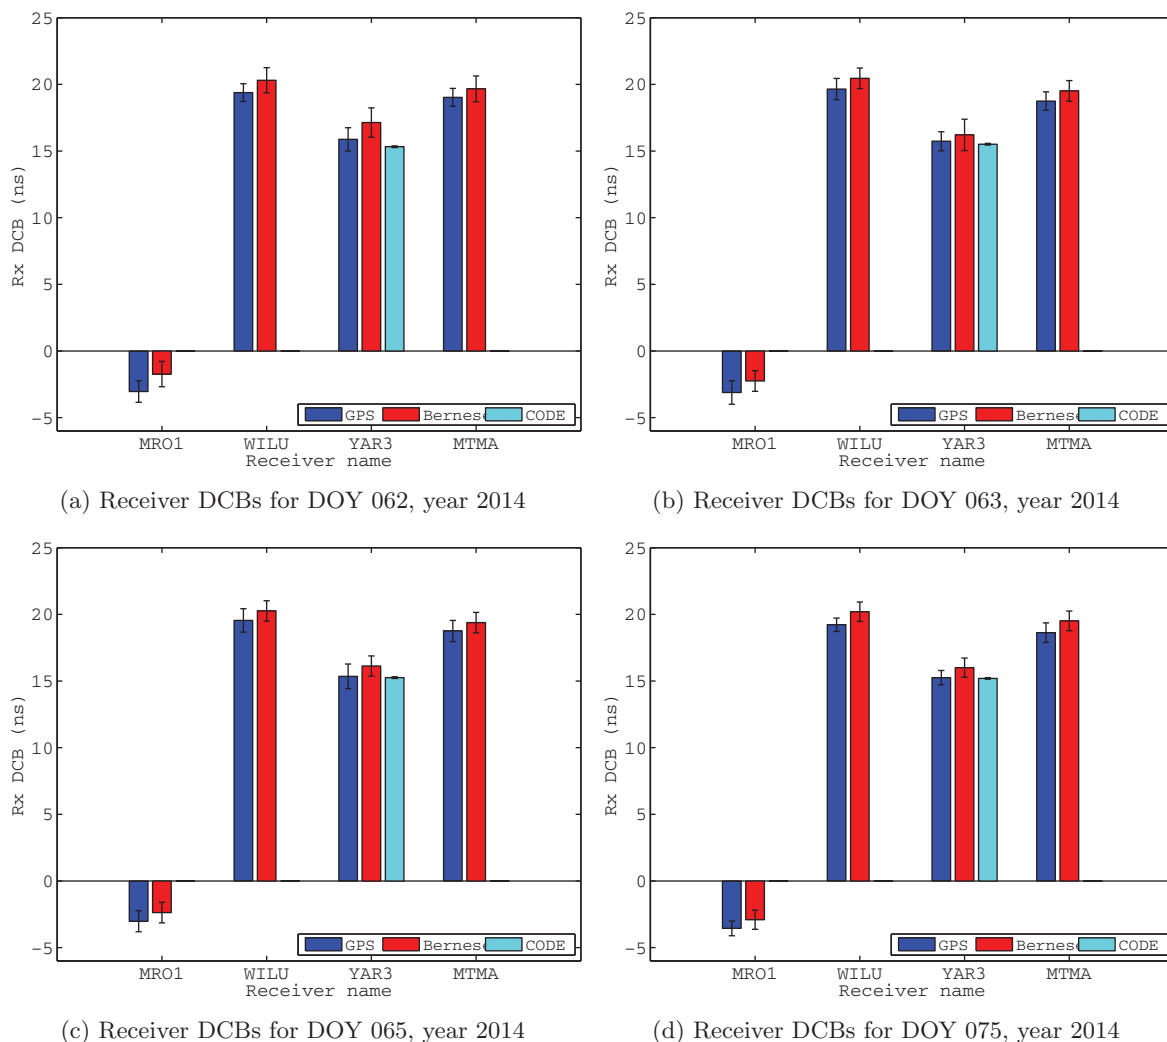 25
20
15
10
5
0
−5
Rx DCB (ns)
GPS Bernese CODE
MRO1 WILU YAR3 MTMA
Receiver name
(a) Receiver DCBs for DOY 062, year 2014
25
20
15
10
5
0
−5
Rx DCB (ns)
GPS Bernese CODE
MRO1 WILU YAR3 MTMA
Receiver name
(b) Receiver DCBs for DOY 063, year 2014
25
20
15
10
5
0
−5
Rx DCB (ns)
GPS Bernese CODE
MRO1 WILU YAR3 MTMA
Receiver name
(c) Receiver DCBs for DOY 065, year 2014
25
20
15
10
5
0
−5
Rx DCB (ns)
GPS Bernese CODE
MRO1 WILU YAR3 MTMA
Receiver name
(d) Receiver DCBs for DOY 075, year 2014